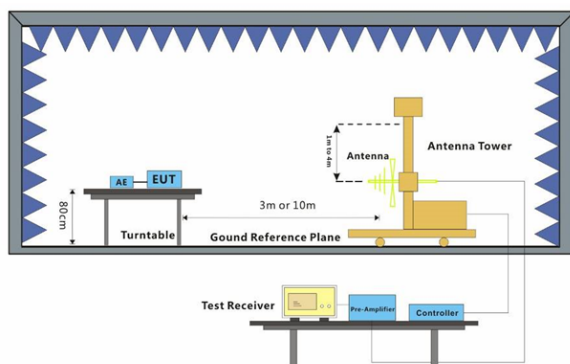 1m to 4m
Antenna
Antenna Tower
AE
EUT
80cm
3m or 10m
Turntable
Gound Reference Plane
Test Receiver
Pre-Amplifier
Controller